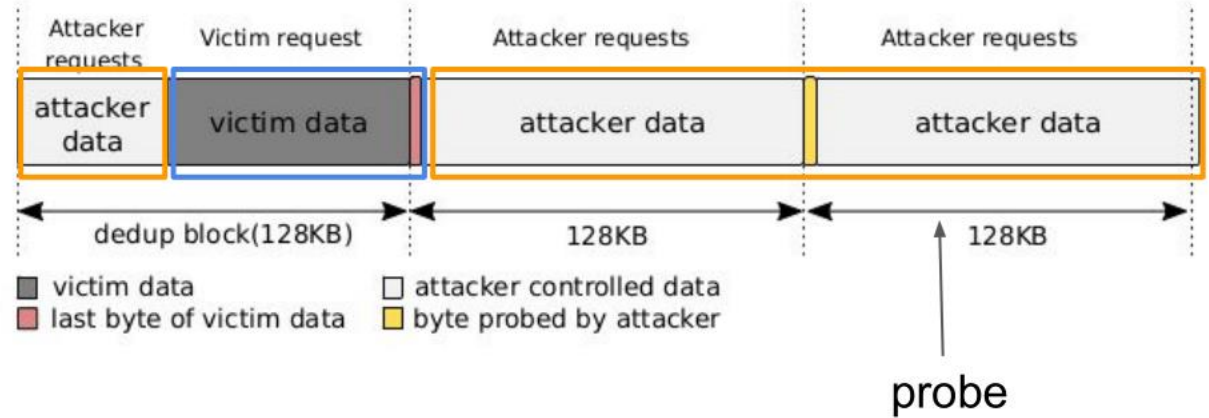 Attacker
requests
Victim request
Attacker requests
Attacker requests
attacker
data
victim data
attacker data
attacker data
dedup block(128KB)
128KB
128KB
victim data
attacker controlled data
last byte of victim data
byte probed by attacker
probe